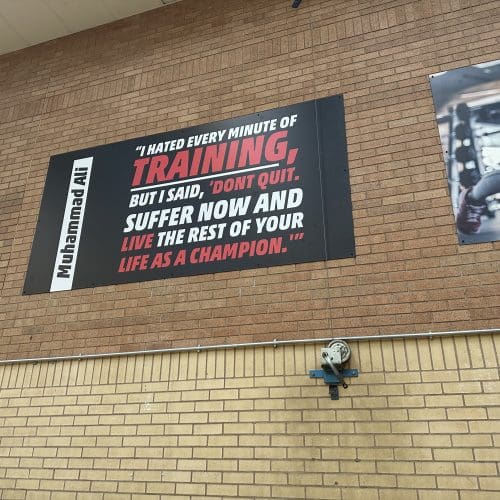 Muhammad Ali
"I HATED EVERY MINUTE OF
TRAINING,
BUT I SAID, 'DONT QUIT.
SUFFER NOW AND
LIVE THE REST OF YOUR
LIFE AS A CHAMPION.'"